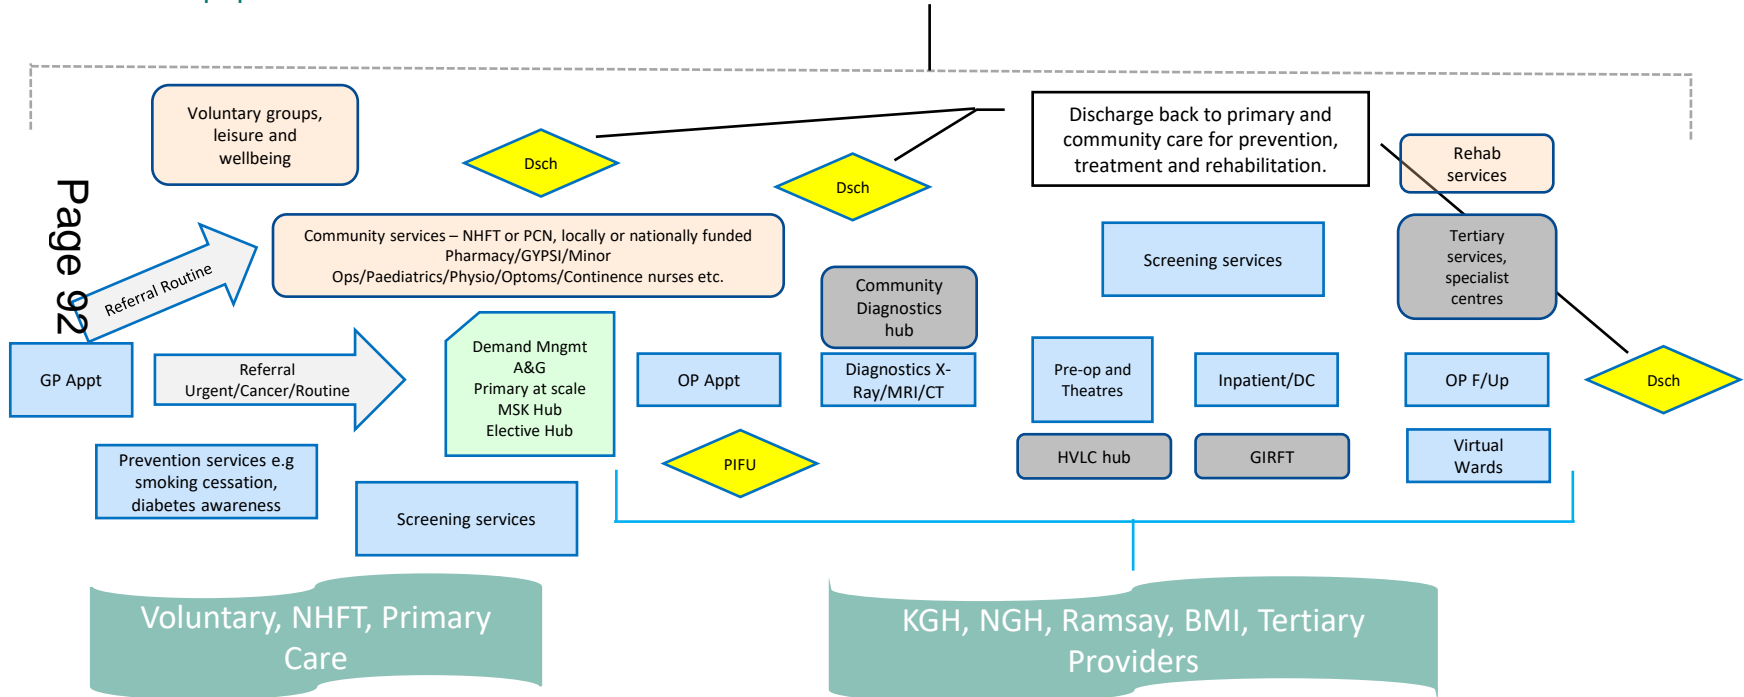 Voluntary groups,
leisure and
wellbeing
Dsch
Dsch
Discharge back to primary and
community care for prevention,
treatment and rehabilitation.
Rehab
services
Page 92
Referral Routine
Community services – NHFT or PCN, locally or nationally funded
Pharmacy/GYPSI/Minor
Ops/Paediatrics/Physio/Optoms/Continence nurses etc.
Screening services
Tertiary
services,
specialist
centres
Community
Diagnostics
hub
GP Appt
Referral
Urgent/Cancer/Routine
Demand Mngmt
A&G
Primary at scale
MSK Hub
Elective Hub
OP Appt
Diagnostics X-
Ray/MRI/CT
Pre-op and
Theatres
Inpatient/DC
OP F/Up
Dsch
Prevention services e.g
smoking cessation,
diabetes awareness
Screening services
PIFU
HVLC hub
GIRFT
Virtual
Wards
Voluntary, NHFT, Primary
Care
KGH, NGH, Ramsay, BMI, Tertiary
Providers